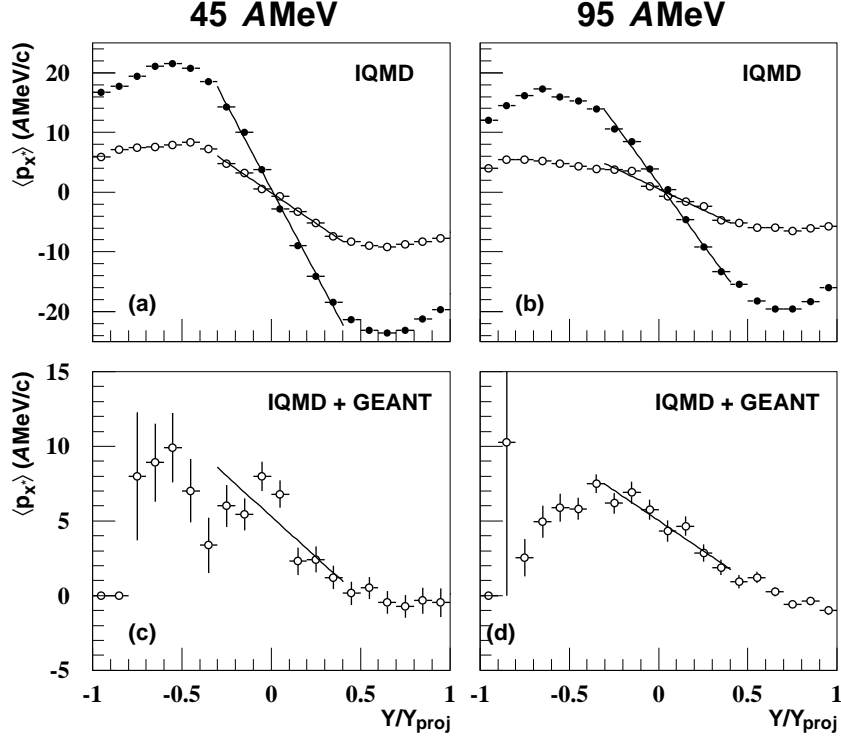 45 AMeV
95 AMeV
⟨p_x*⟩ (AMeV/c)
20
10
0
-10
-20
IQMD
(a)
IQMD
(b)
⟨p_x*⟩ (AMeV/c)
15
10
5
0
-5
IQMD + GEANT
(c)
IQMD + GEANT
(d)
-1 -0.5 0 0.5 1
-1 -0.5 0 0.5 1
Y/Y_proj
Y/Y_proj